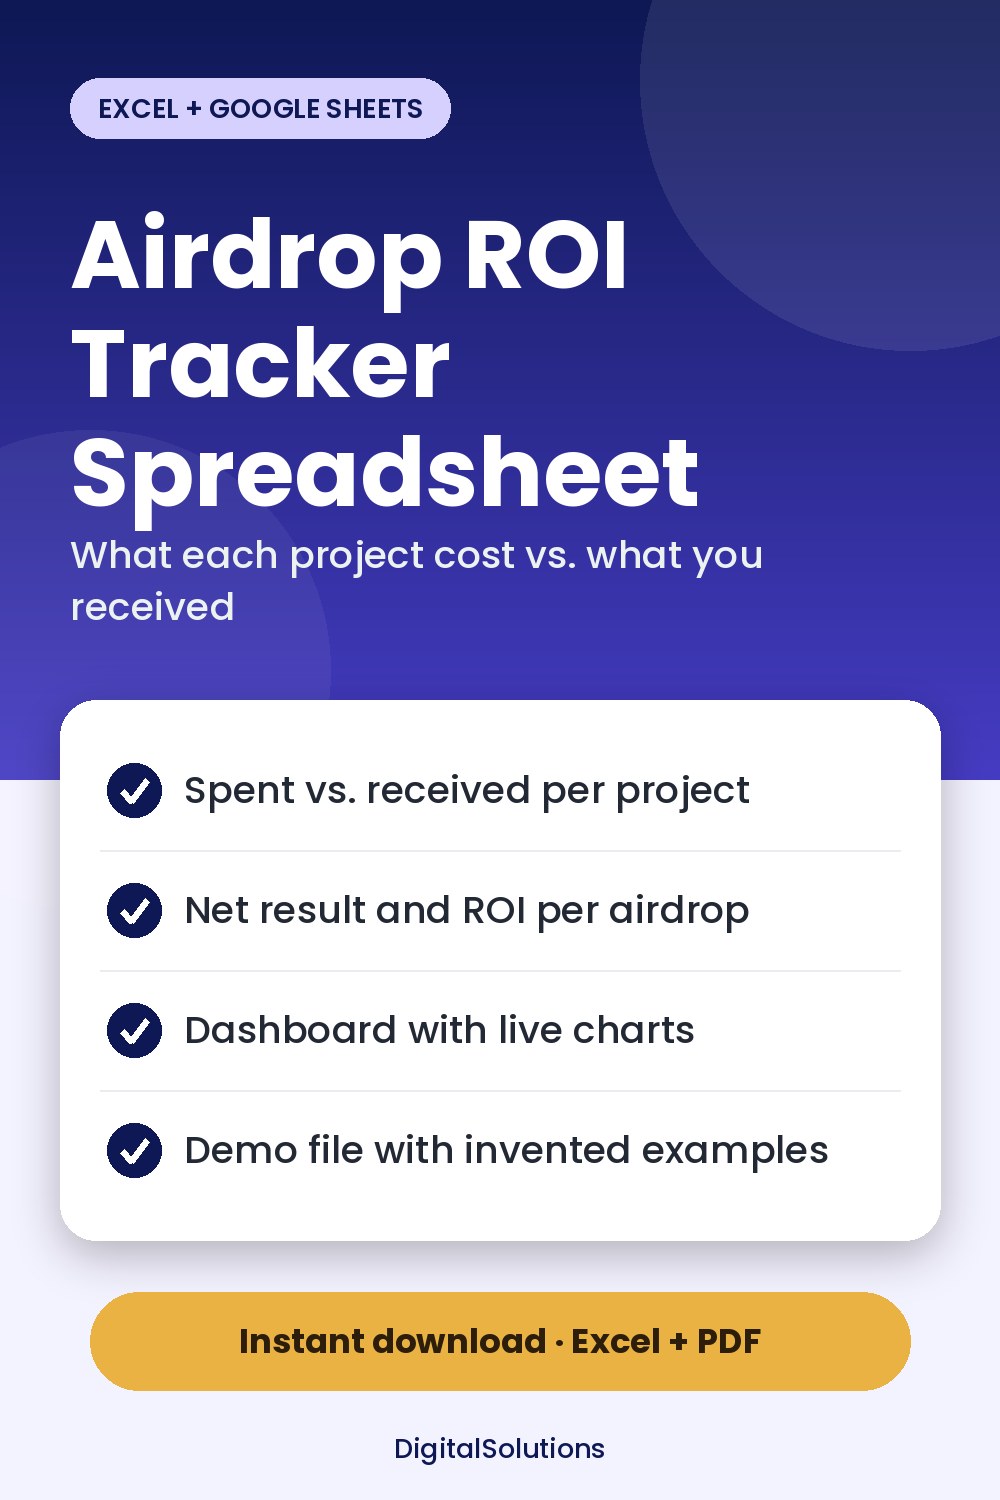 EXCEL + GOOGLE SHEETS
Airdrop ROI
Tracker
Spreadsheet
What each project cost vs. what you
received
Spent vs. received per project
Net result and ROI per airdrop
Dashboard with live charts
Demo file with invented examples
Instant download · Excel + PDF
DigitalSolutions